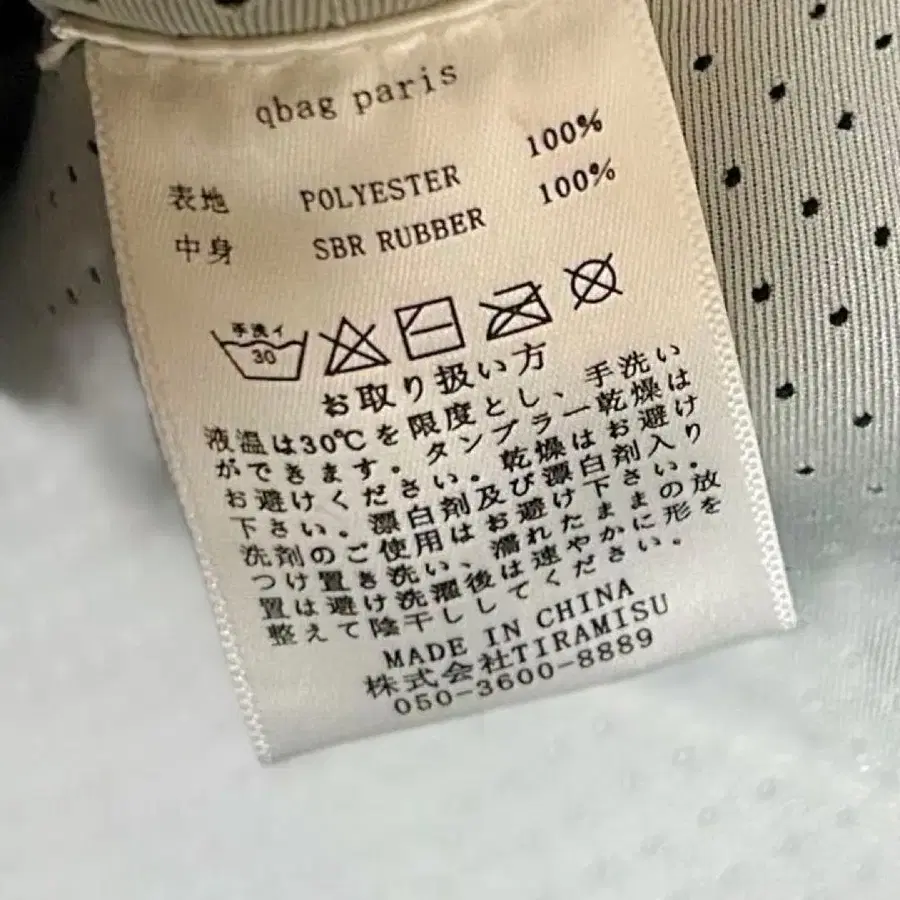 qbag paris
表地 POLYESTER 100%
中身 SBR RUBBER 100%
手洗イ
30
お取り扱い方
液温は30℃を限度とし、手洗い
ができます。タンブラー乾燥は
お避けください。乾燥はお避け
下さい。漂白剤及び漂白剤入り
洗剤のご使用はお避け下さい。
つけ置き洗い、濡れたままの放
置は避け洗濯後は速やかに形を
整えて陰干ししてください。
MADE IN CHINA
株式会社TIRAMISU
050-3600-8889